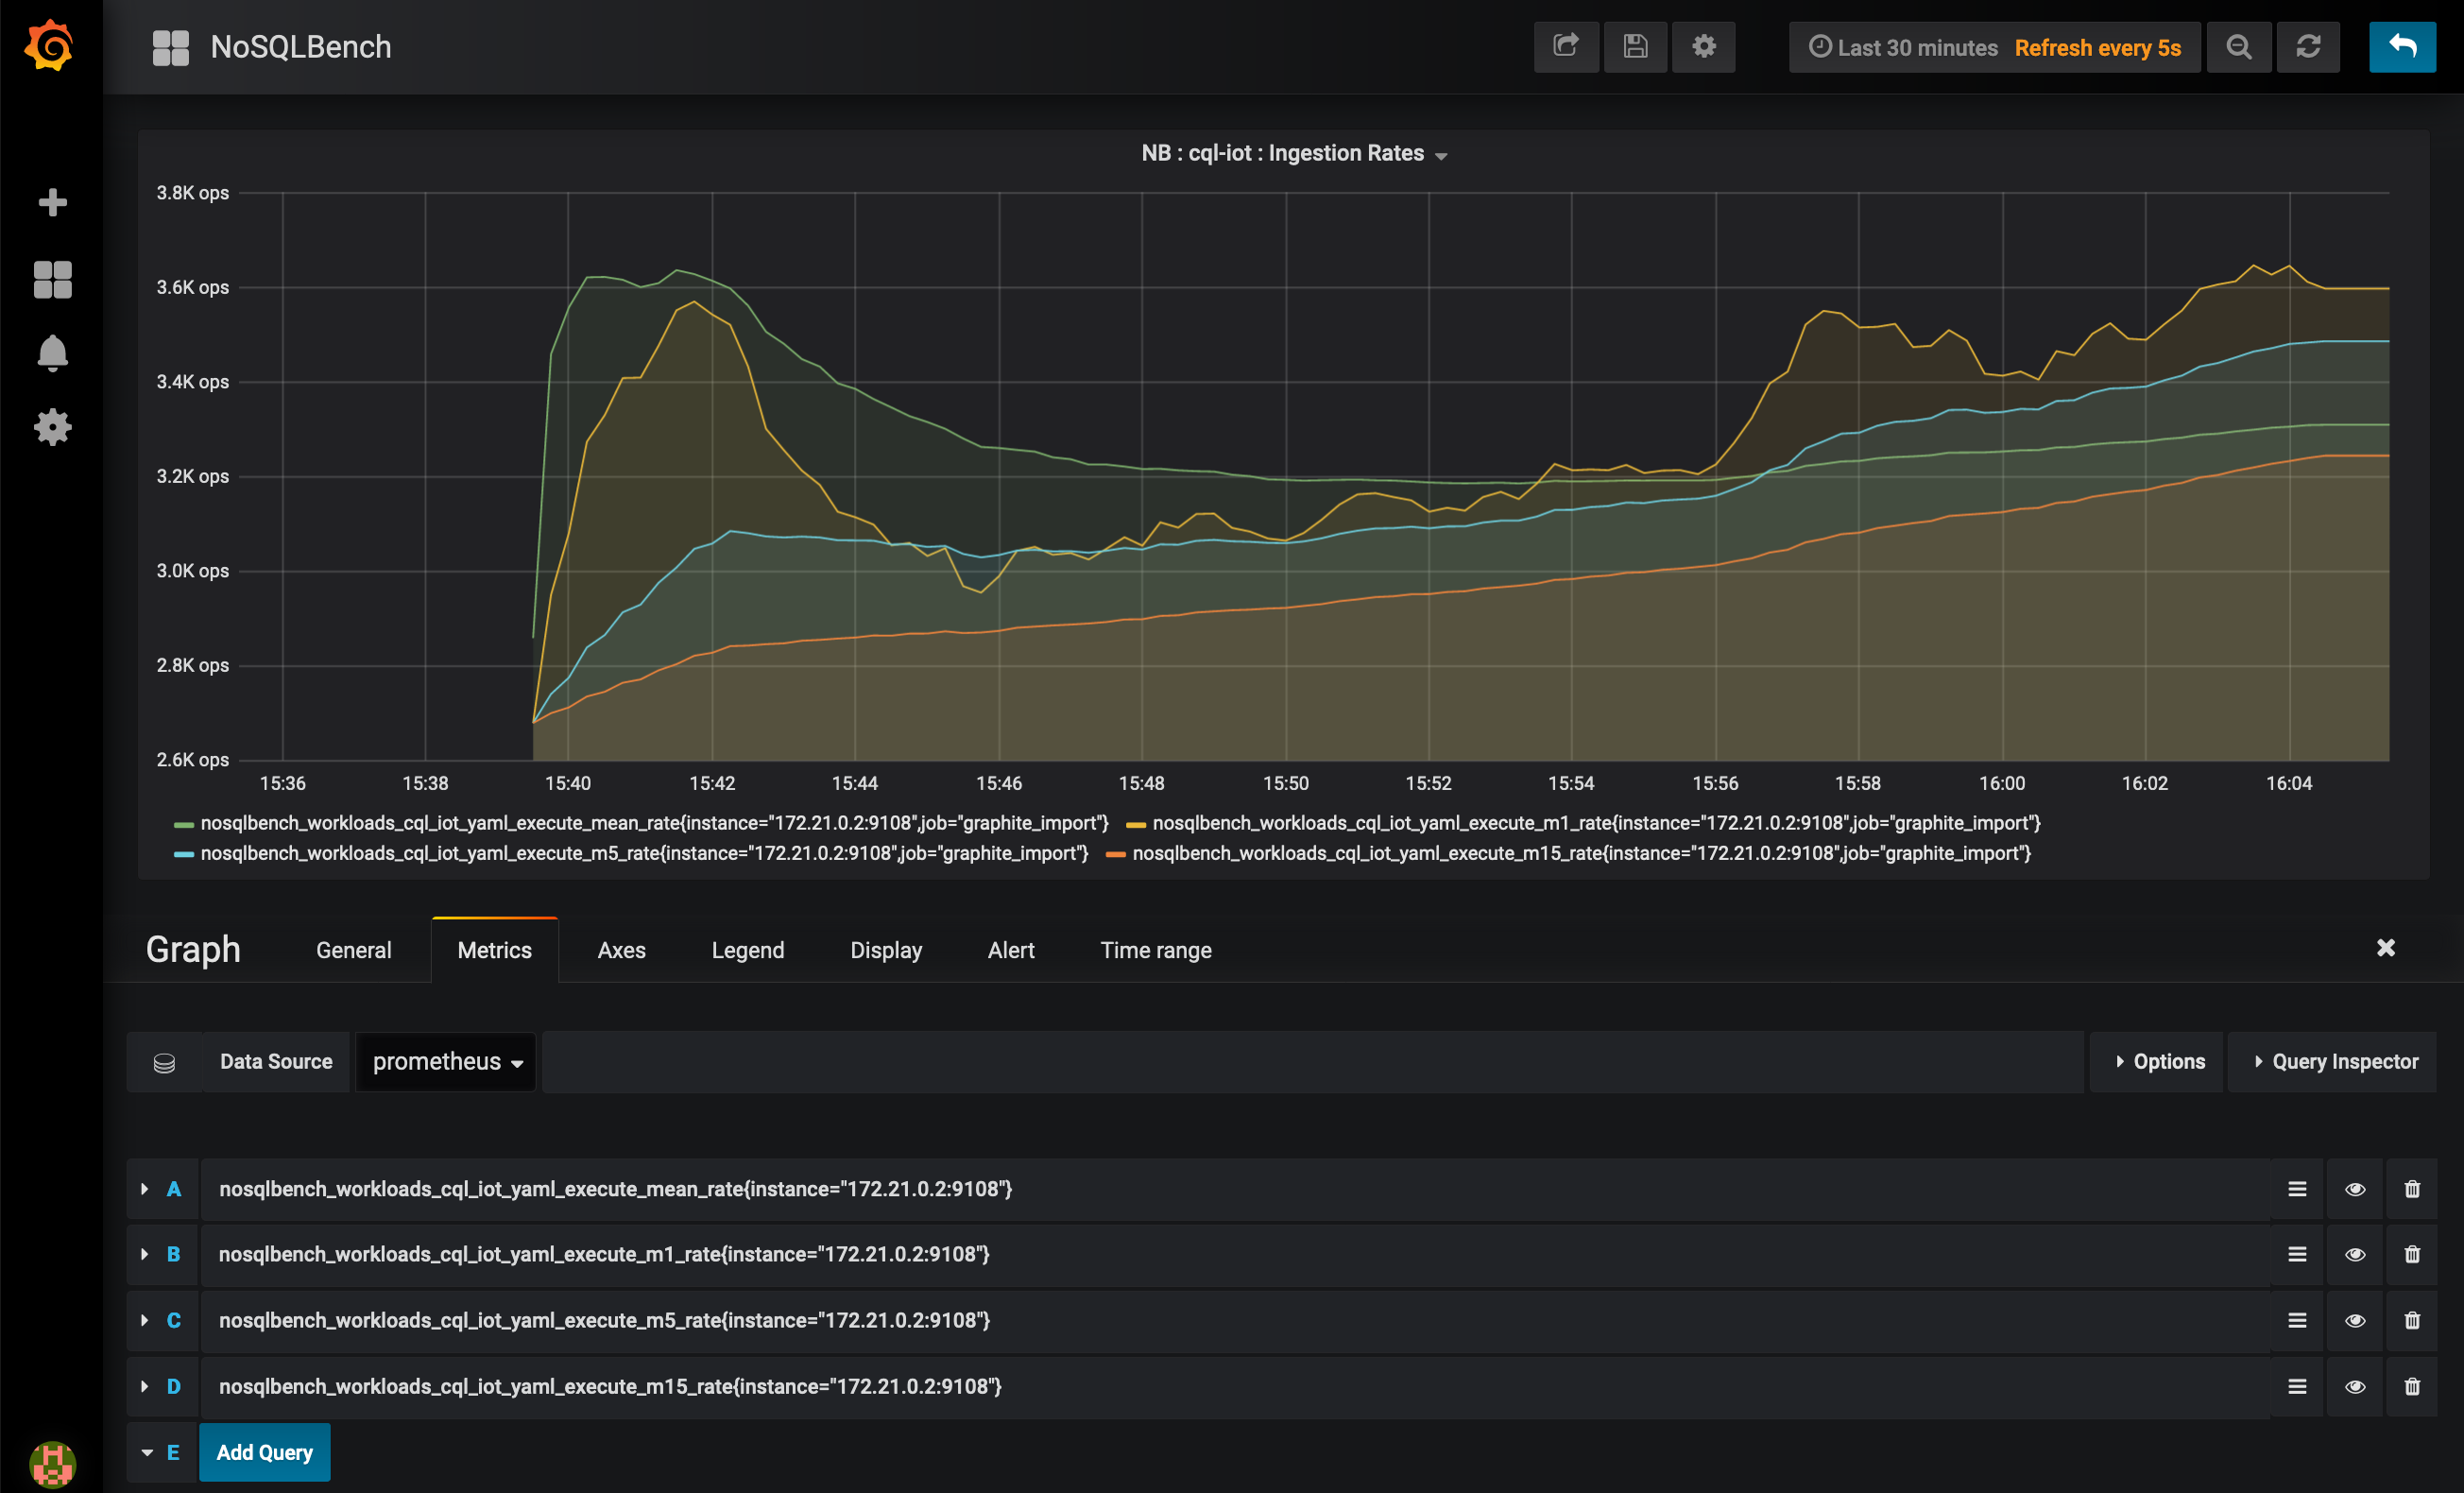 NoSQLBench
Last 30 minutes Refresh every 5s
NB : cql-iot : Ingestion Rates
3.8K ops
3.6K ops
3.4K ops
3.2K ops
3.0K ops
2.8K ops
2.6K ops
15:36 15:38 15:40 15:42 15:44 15:46 15:48 15:50 15:52 15:54 15:56 15:58 16:00 16:02 16:04
nosqlbench_workloads_cql_iot_yaml_execute_mean_rate{instance="172.21.0.2:9108",job="graphite_import"} nosqlbench_workloads_cql_iot_yaml_execute_m1_rate{instance="172.21.0.2:9108",job="graphite_import"}
nosqlbench_workloads_cql_iot_yaml_execute_m5_rate{instance="172.21.0.2:9108",job="graphite_import"} nosqlbench_workloads_cql_iot_yaml_execute_m15_rate{instance="172.21.0.2:9108",job="graphite_import"}
Graph General Metrics Axes Legend Display Alert Time range
Data Source prometheus Options Query Inspector
A nosqlbench_workloads_cql_iot_yaml_execute_mean_rate{instance="172.21.0.2:9108"}
B nosqlbench_workloads_cql_iot_yaml_execute_m1_rate{instance="172.21.0.2:9108"}
C nosqlbench_workloads_cql_iot_yaml_execute_m5_rate{instance="172.21.0.2:9108"}
D nosqlbench_workloads_cql_iot_yaml_execute_m15_rate{instance="172.21.0.2:9108"}
E Add Query